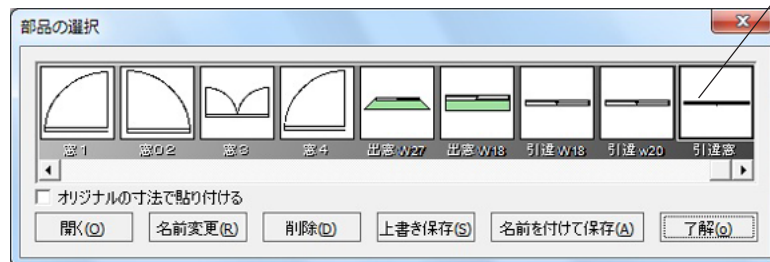 部品の選択
窓1 窓02 窓3 窓4 出窓W27 出窓W18 引違W18 引違w20 引違窓
オリジナルの寸法で貼り付ける
開く(O) 名前変更(R) 削除(D) 上書き保存(S) 名前を付けて保存(A) 了解(o)